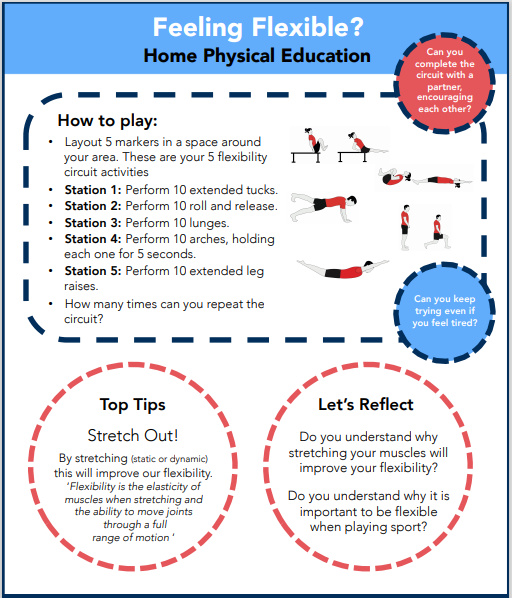 Feeling Flexible?
Home Physical Education
Can you
complete the
circuit with a
partner,
encouraging
each other?
How to play:
• Layout 5 markers in a space around
your area. These are your 5 flexibility
circuit activities
• Station 1: Perform 10 extended tucks.
• Station 2: Perform 10 roll and release.
• Station 3: Perform 10 lunges.
• Station 4: Perform 10 arches, holding
each one for 5 seconds.
• Station 5: Perform 10 extended leg
raises.
• How many times can you repeat the
circuit?
Can you keep
trying even if
you feel tired?
Top Tips
Stretch Out!
By stretching (static or dynamic)
this will improve our flexibility.
'Flexibility is the elasticity of
muscles when stretching and
the ability to move joints
through a full
range of motion '
Let's Reflect
Do you understand why
stretching your muscles will
improve your flexibility?
Do you understand why it is
important to be flexible
when playing sport?